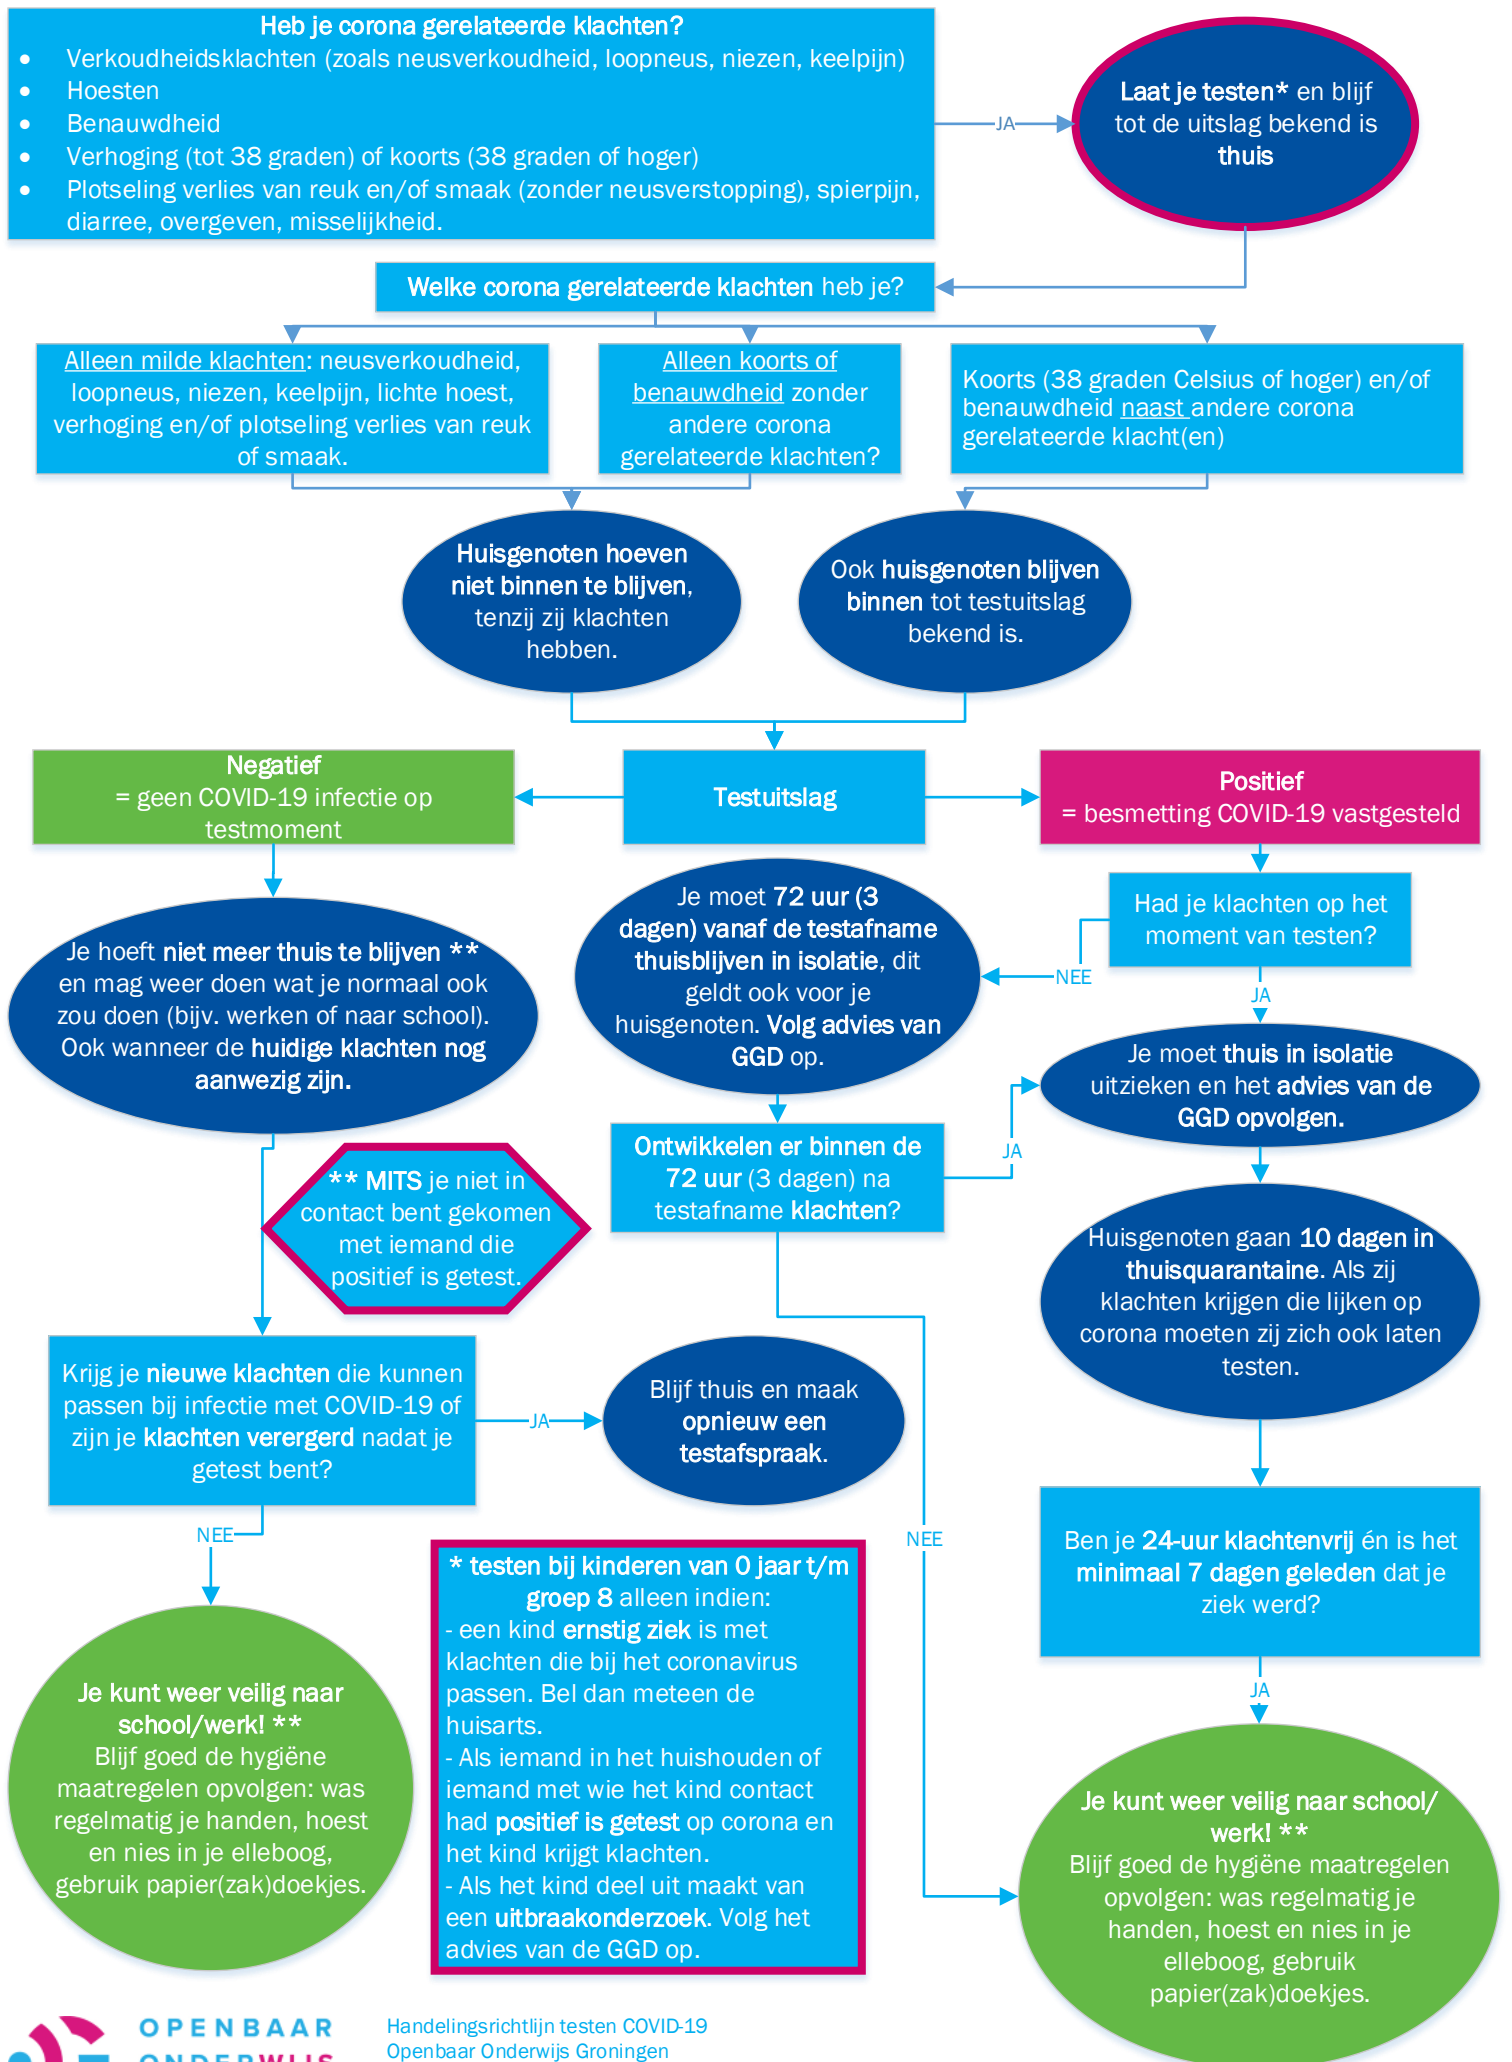 Heb je corona gerelateerde klachten?
• Verkoudheidsklachten (zoals neusverkoudheid, loopneus, niezen, keelpijn)
• Hoesten
• Benauwdheid
• Verhoging (tot 38 graden) of koorts (38 graden of hoger)
• Plotseling verlies van reuk en/of smaak (zonder neusverstopping), spierpijn,
diarree, overgeven, misselijkheid.
JA
Laat je testen* en blijf
tot de uitslag bekend is
thuis
Welke corona gerelateerde klachten heb je?
Alleen milde klachten: neusverkoudheid,
loopneus, niezen, keelpijn, lichte hoest,
verhoging en/of plotseling verlies van reuk
of smaak.
Alleen koorts of
benauwdheid zonder
andere corona
gerelateerde klachten?
Koorts (38 graden Celsius of hoger) en/of
benauwdheid naast andere corona
gerelateerde klacht(en)
Huisgenoten hoeven
niet binnen te blijven,
tenzij zij klachten
hebben.
Ook huisgenoten blijven
binnen tot testuitslag
bekend is.
Negatief
= geen COVID-19 infectie op
testmoment
Testuitslag
Positief
= besmetting COVID-19 vastgesteld
Je hoeft niet meer thuis te blijven **
en mag weer doen wat je normaal ook
zou doen (bijv. werken of naar school).
Ook wanneer de huidige klachten nog
aanwezig zijn.
Je moet 72 uur (3
dagen) vanaf de testafname
thuisblijven in isolatie, dit
geldt ook voor je
huisgenoten. Volg advies van
GGD op.
NEE
Had je klachten op het
moment van testen?
JA
Je moet thuis in isolatie
uitzieken en het advies van de
GGD opvolgen.
** MITS je niet in
contact bent gekomen
met iemand die
positief is getest.
Ontwikkelen er binnen de
72 uur (3 dagen) na
testafname klachten?
JA
Huisgenoten gaan 10 dagen in
thuisquarantaine. Als zij
klachten krijgen die lijken op
corona moeten zij zich ook laten
testen.
Krijg je nieuwe klachten die kunnen
passen bij infectie met COVID-19 of
zijn je klachten verergerd nadat je
getest bent?
JA
Blijf thuis en maak
opnieuw een
testafspraak.
NEE
NEE
Ben je 24-uur klachtenvrij én is het
minimaal 7 dagen geleden dat je
ziek werd?
JA
* testen bij kinderen van 0 jaar t/m
groep 8 alleen indien:
- een kind ernstig ziek is met
klachten die bij het coronavirus
passen. Bel dan meteen de
huisarts.
- Als iemand in het huishouden of
iemand met wie het kind contact
had positief is getest op corona en
het kind krijgt klachten.
- Als het kind deel uit maakt van
een uitbraakonderzoek. Volg het
advies van de GGD op.
Je kunt weer veilig naar
school/werk! **
Blijf goed de hygiëne
maatregelen opvolgen: was
regelmatig je handen, hoest
en nies in je elleboog,
gebruik papier(zak)doekjes.
Je kunt weer veilig naar school/
werk! **
Blijf goed de hygiëne maatregelen
opvolgen: was regelmatig je
handen, hoest en nies in je
elleboog, gebruik
papier(zak)doekjes.
OPENBAAR
ONDERWIJS
Handelingsrichtlijn testen COVID-19
Openbaar Onderwijs Groningen